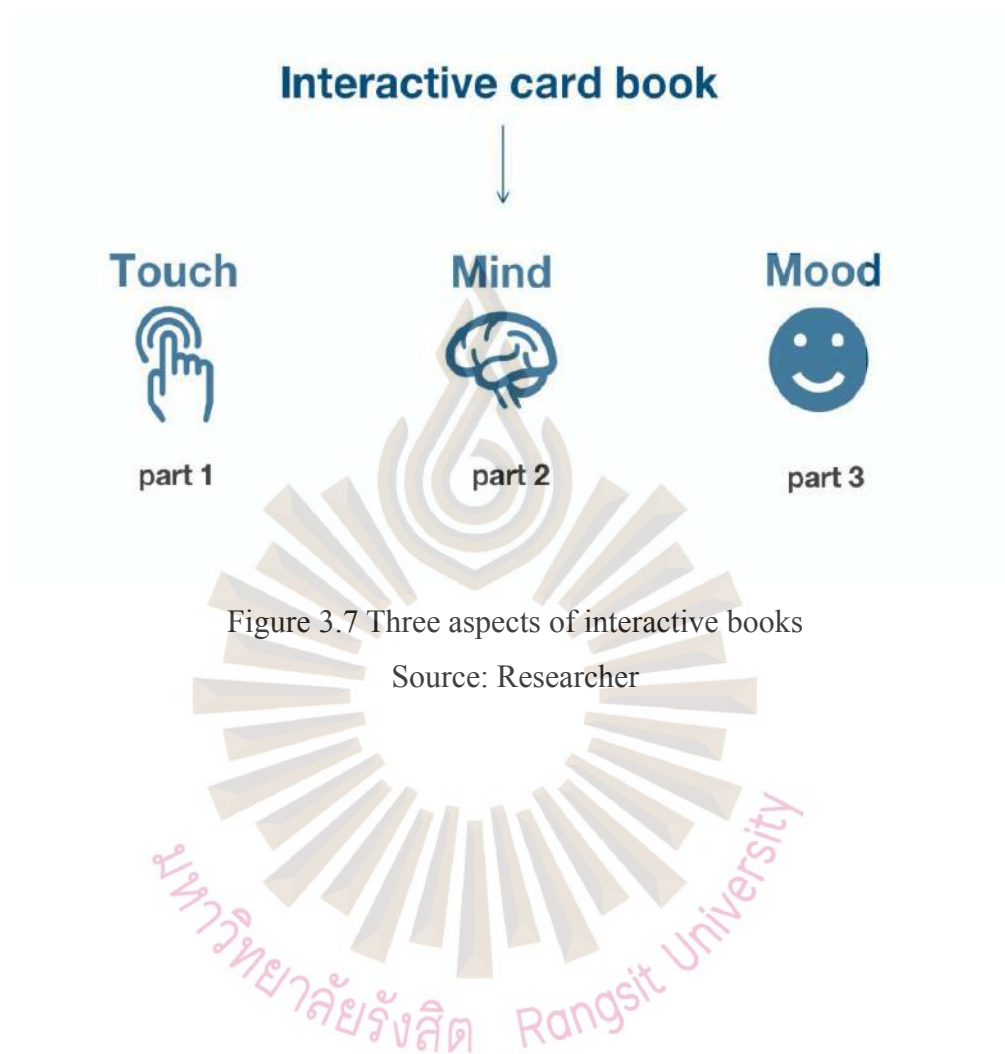 Interactive card book
Touch Mind Mood
part 1 part 2 part 3
Figure 3.7 Three aspects of interactive books
Source: Researcher
มหาวิทยาลัยรังสิต Rangsit University